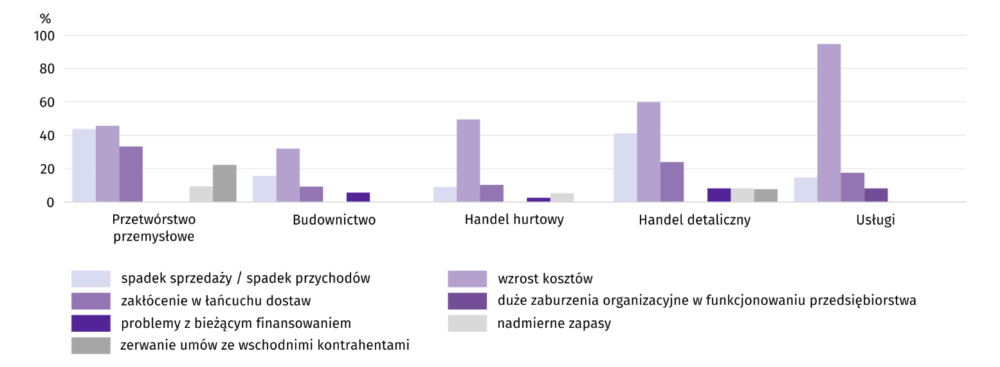 %
100
80
60
40
20
0
Przetwórstwo
przemysłowe
Budownictwo
Handel hurtowy
Handel detaliczny
Usługi
spadek sprzedaży / spadek przychodów
wzrost kosztów
zakłócenie w łańcuchu dostaw
duże zaburzenia organizacyjne w funkcjonowaniu przedsiębiorstwa
problemy z bieżącym finansowaniem
nadmierne zapasy
zerwanie umów ze wschodnimi kontrahentami